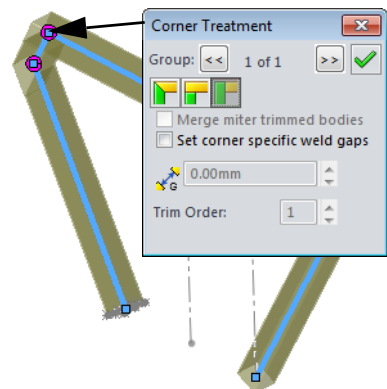 Corner Treatment
Group: << 1 of 1 >>
Merge miter trimmed bodies
Set corner specific weld gaps
G 0.00mm
Trim Order: 1